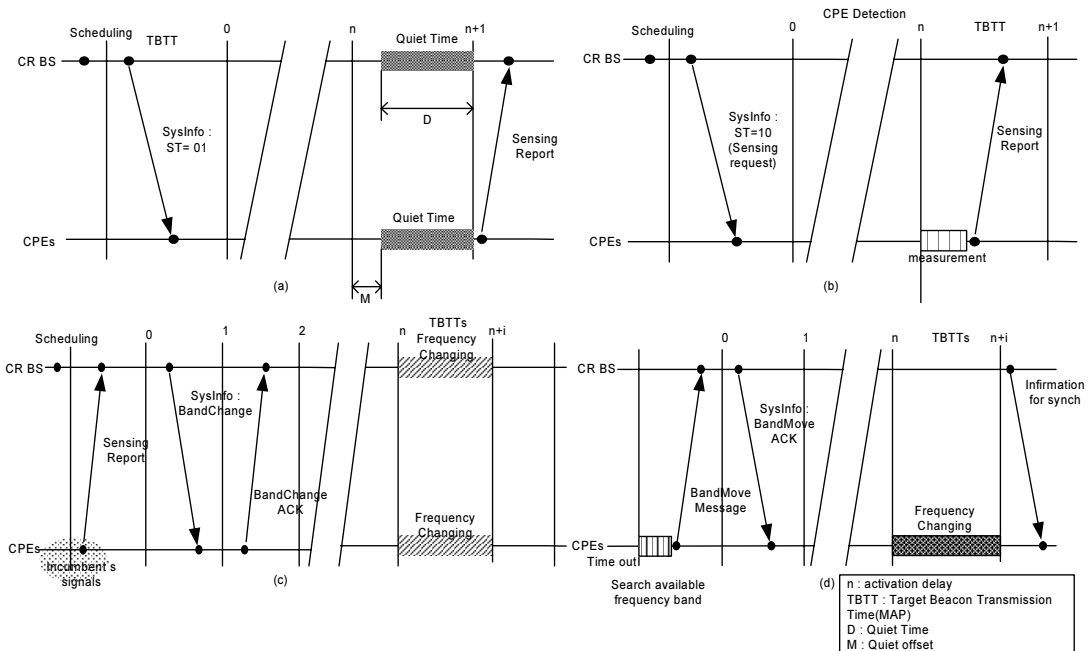 Scheduling
TBTT
0
n
n+1
Quiet Time
CR BS
D
SysInfo :
ST= 01
Sensing
Report
Quiet Time
CPEs
M
(a)
CPE Detection
Scheduling
0
n
TBTT
n+1
CR BS
SysInfo :
ST=10
(Sensing
request)
Sensing
Report
CPEs
measurement
(b)
Scheduling
0
1
2
n
TBTTs
n+i
Frequency
Changing
CR BS
SysInfo :
BandChange
Sensing
Report
BandChange
ACK
Frequency
Changing
CPEs
Incumbent's
signals
(c)
0
1
n
TBTTs
n+i
CR BS
SysInfo :
BandMove
ACK
Infirmation
for synch
BandMove
Message
Frequency
Changing
CPEs
Time out
Search available
frequency band
(d)
n : activation delay
TBTT : Target Beacon Transmission
Time(MAP)
D : Quiet Time
M : Quiet offset